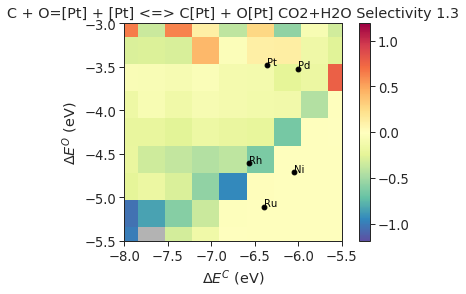 C + O=[Pt] + [Pt] <=> C[Pt] + O[Pt] CO2+H2O Selectivity 1.3
−3.0
−3.5
−4.0
−4.5
−5.0
−5.5
ΔE^O (eV)
Pt
Pd
Rh
Ni
Ru
−8.0 −7.5 −7.0 −6.5 −6.0 −5.5
ΔE^C (eV)
1.0
0.5
0.0
−0.5
−1.0